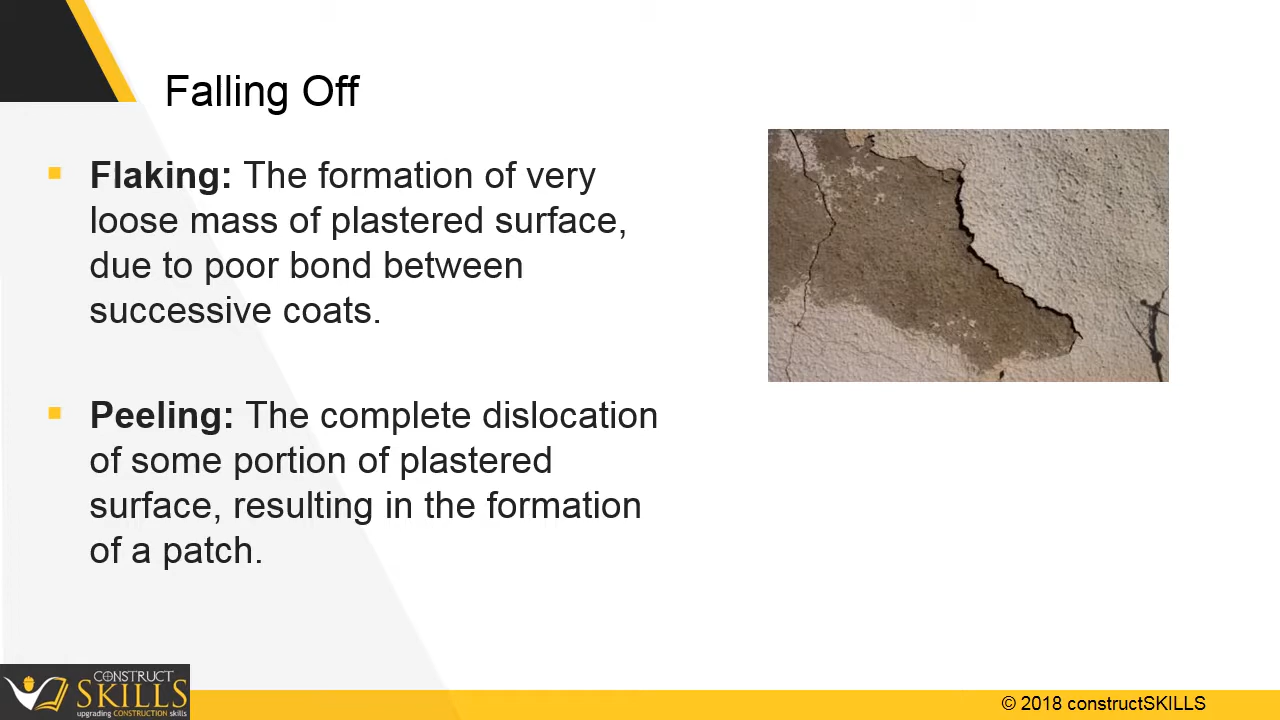 Falling Off
▪ Flaking: The formation of very
loose mass of plastered surface,
due to poor bond between
successive coats.
▪ Peeling: The complete dislocation
of some portion of plastered
surface, resulting in the formation
of a patch.
CONSTRUCT
SKILLS
upgrading CONSTRUCTION skills
© 2018 constructSKILLS